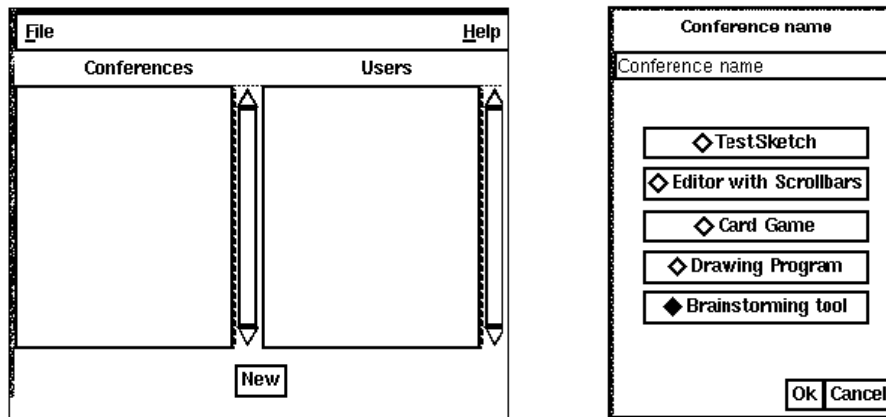 File Help
Conferences Users
New
Conference name
Conference name
TestSketch
Editor with Scrollbars
Card Game
Drawing Program
Brainstorming tool
Ok Cancel